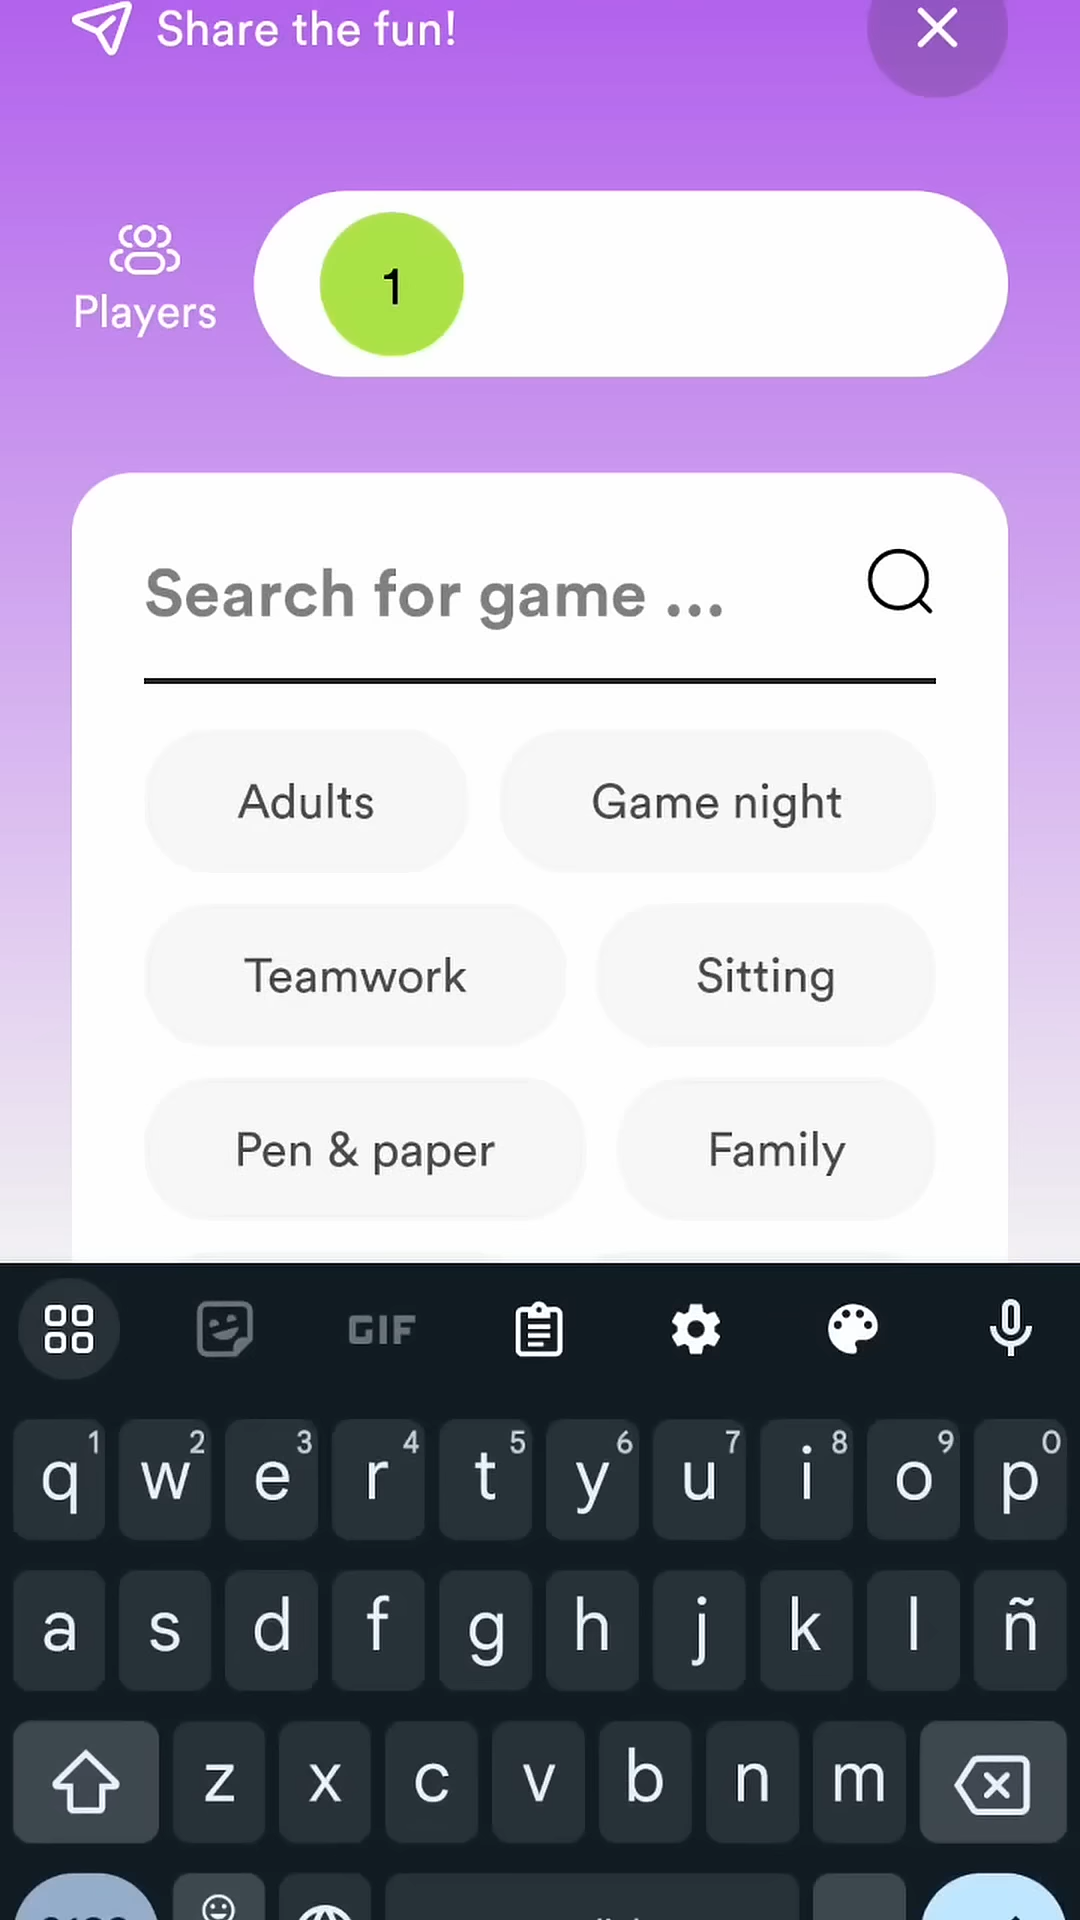 Share the fun!
1
Players
Search for game ...
Adults Game night
Teamwork Sitting
Pen & paper Family
GIF
q1 w2 e3 r4 t5 y6 u7 i8 o9 p0
a s d f g h j k l ñ
z x c v b n m